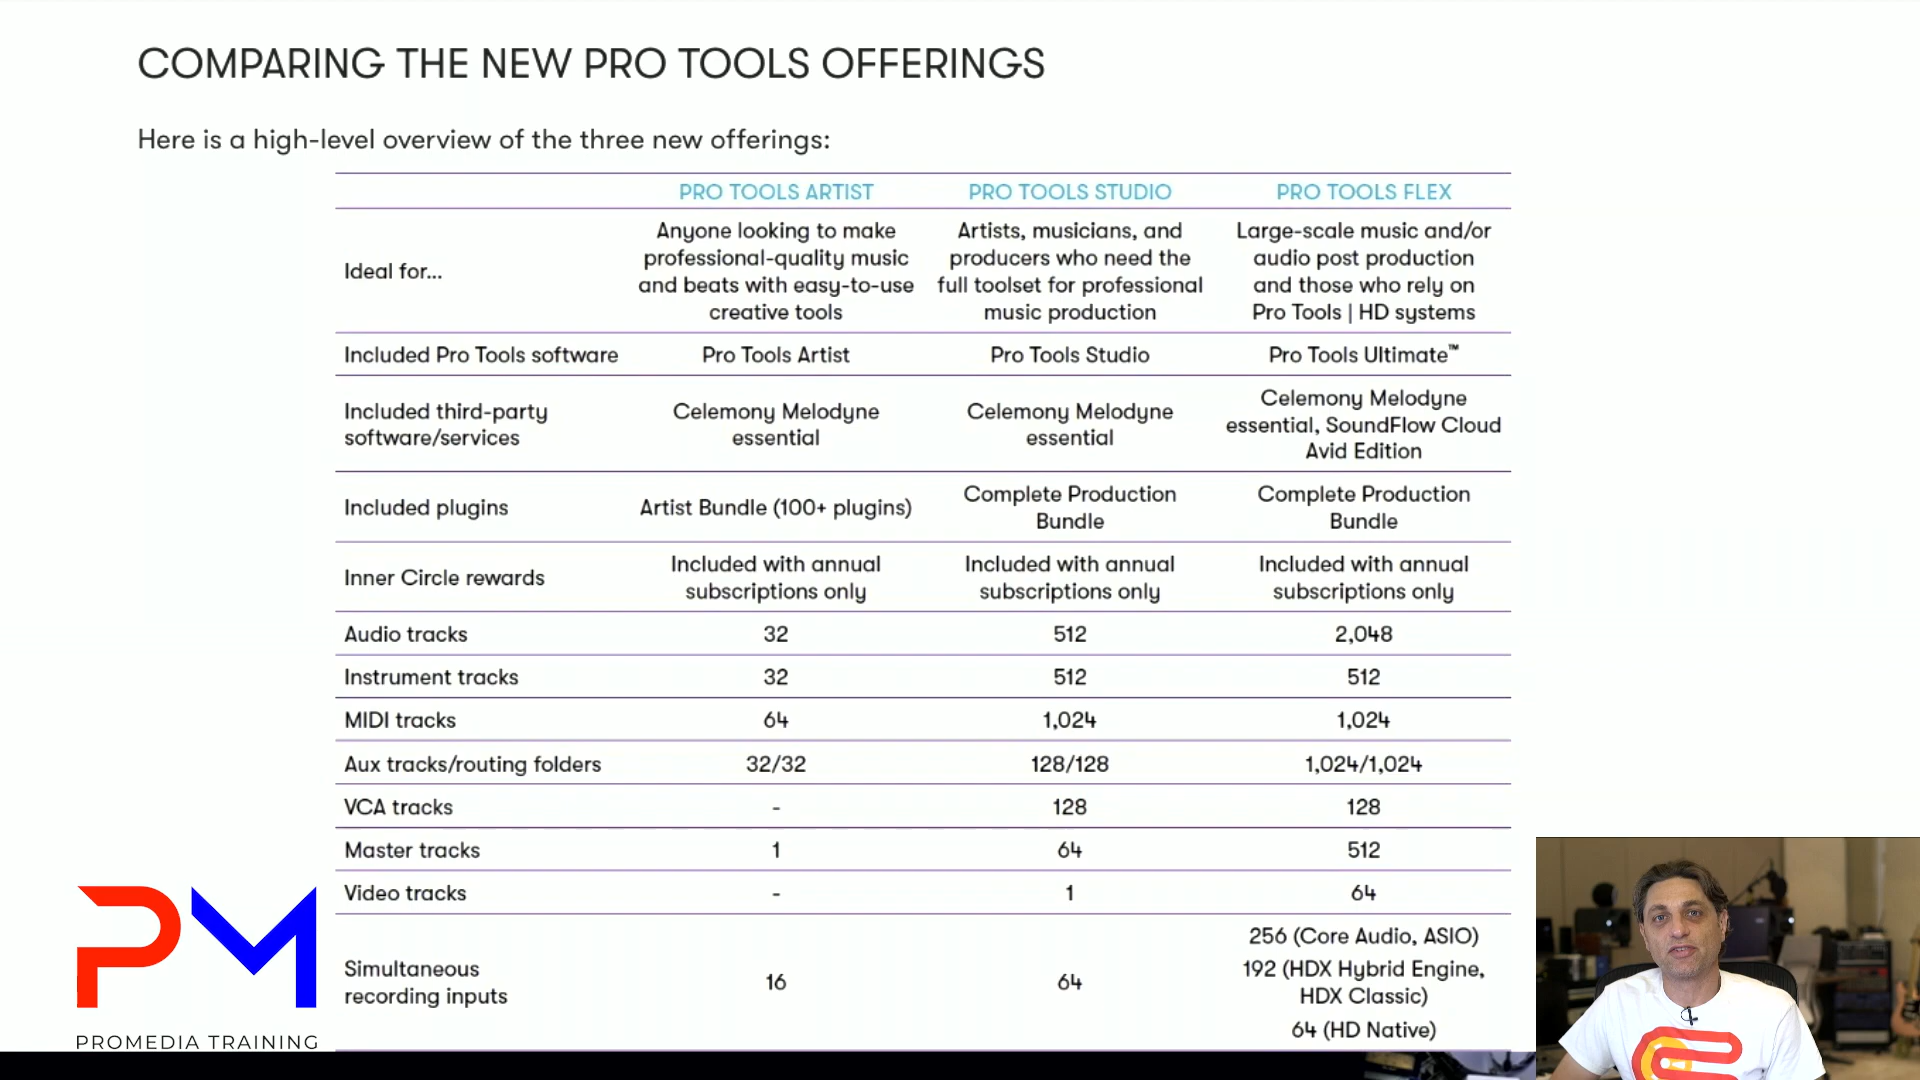 COMPARING THE NEW PRO TOOLS OFFERINGS
Here is a high-level overview of the three new offerings:
PRO TOOLS ARTIST PRO TOOLS STUDIO PRO TOOLS FLEX
Ideal for...
Anyone looking to make
professional-quality music
and beats with easy-to-use
creative tools
Artists, musicians, and
producers who need the
full toolset for professional
music production
Large-scale music and/or
audio post production
and those who rely on
Pro Tools | HD systems
Included Pro Tools software Pro Tools Artist Pro Tools Studio Pro Tools Ultimate™
Included third-party
software/services
Celemony Melodyne
essential
Celemony Melodyne
essential
Celemony Melodyne
essential, SoundFlow Cloud
Avid Edition
Included plugins
Artist Bundle (100+ plugins)
Complete Production
Bundle
Complete Production
Bundle
Inner Circle rewards
Included with annual
subscriptions only
Included with annual
subscriptions only
Included with annual
subscriptions only
Audio tracks 32 512 2,048
Instrument tracks 32 512 512
MIDI tracks 64 1,024 1,024
Aux tracks/routing folders 32/32 128/128 1,024/1,024
VCA tracks - 128 128
Master tracks 1 64 512
Video tracks - 1 64
Simultaneous
recording inputs
16
64
256 (Core Audio, ASIO)
192 (HDX Hybrid Engine,
HDX Classic)
64 (HD Native)
PM
PROMEDIA TRAINING